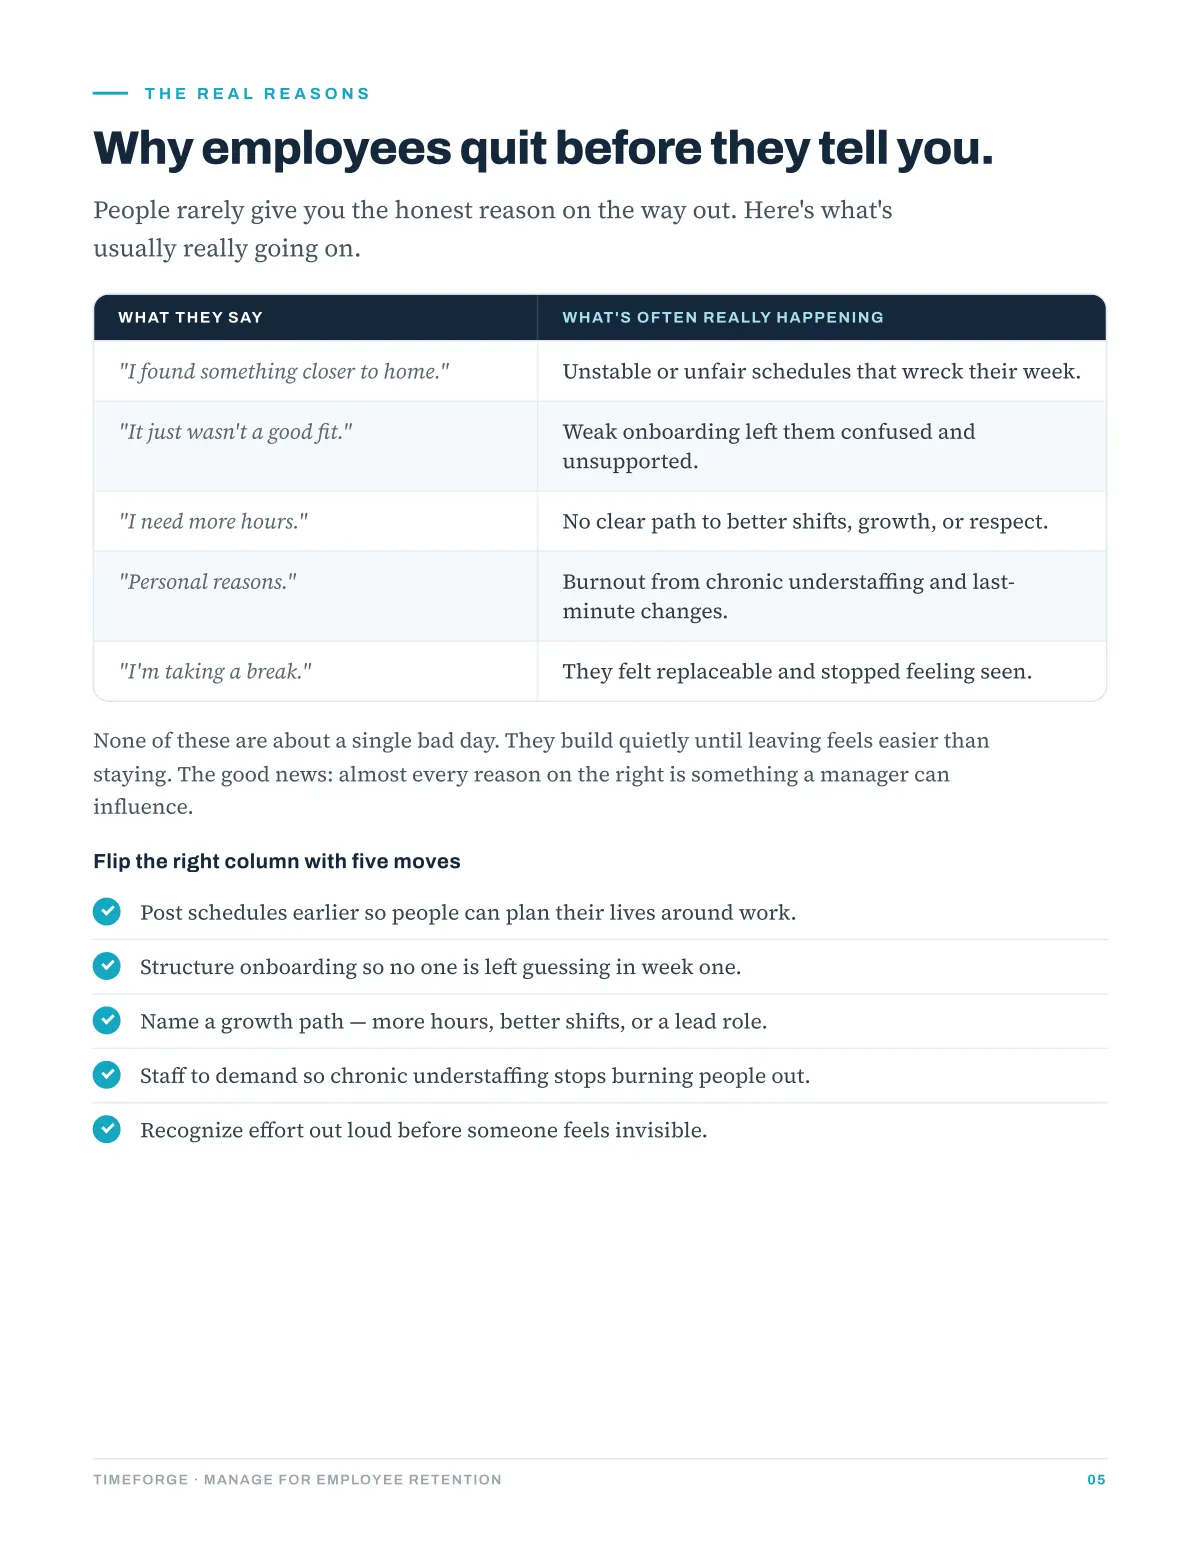 THE REAL REASONS
Why employees quit before they tell you.
People rarely give you the honest reason on the way out. Here's what's
usually really going on.
WHAT THEY SAY
WHAT'S OFTEN REALLY HAPPENING
"I found something closer to home."
Unstable or unfair schedules that wreck their week.
"It just wasn't a good fit."
Weak onboarding left them confused and
unsupported.
"I need more hours."
No clear path to better shifts, growth, or respect.
"Personal reasons."
Burnout from chronic understaffing and last-
minute changes.
"I'm taking a break."
They felt replaceable and stopped feeling seen.
None of these are about a single bad day. They build quietly until leaving feels easier than
staying. The good news: almost every reason on the right is something a manager can
influence.
Flip the right column with five moves
Post schedules earlier so people can plan their lives around work.
Structure onboarding so no one is left guessing in week one.
Name a growth path — more hours, better shifts, or a lead role.
Staff to demand so chronic understaffing stops burning people out.
Recognize effort out loud before someone feels invisible.
TIMEFORGE · MANAGE FOR EMPLOYEE RETENTION
05